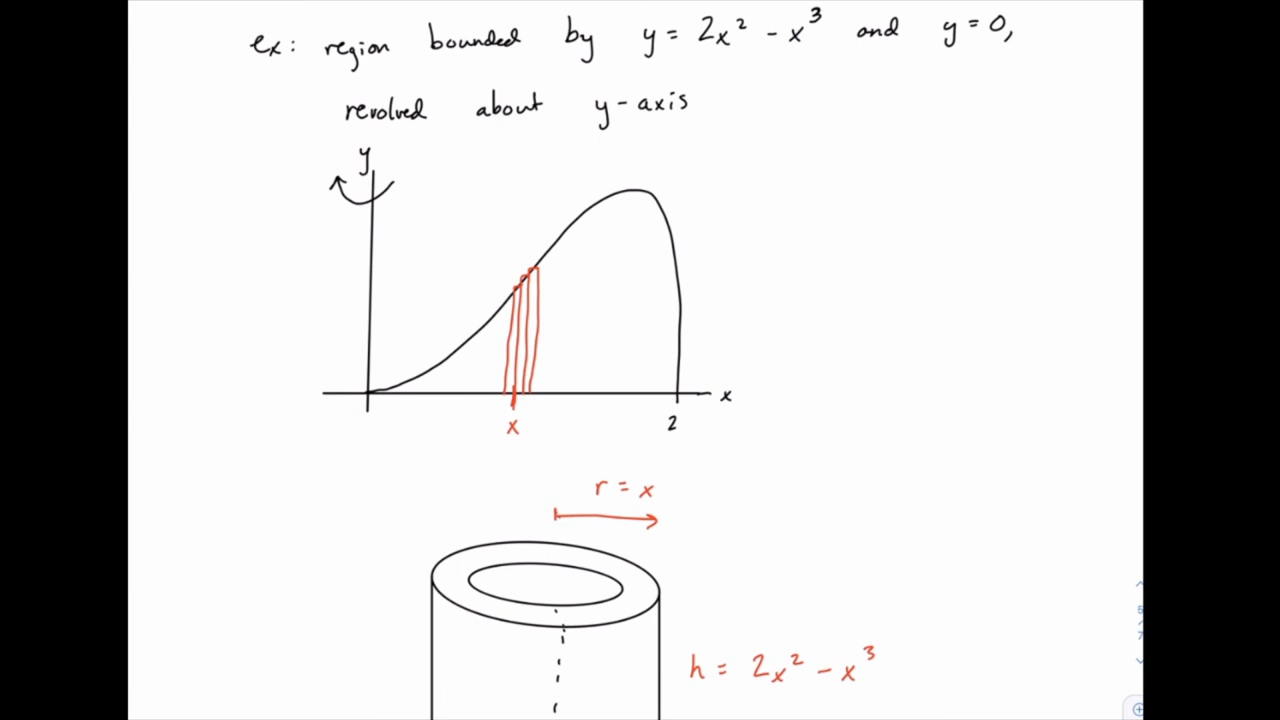 ex: region bounded by y = 2x² - x³ and y = 0,
revolved about y-axis
y
x
x
2
r = x
h = 2x² - x³